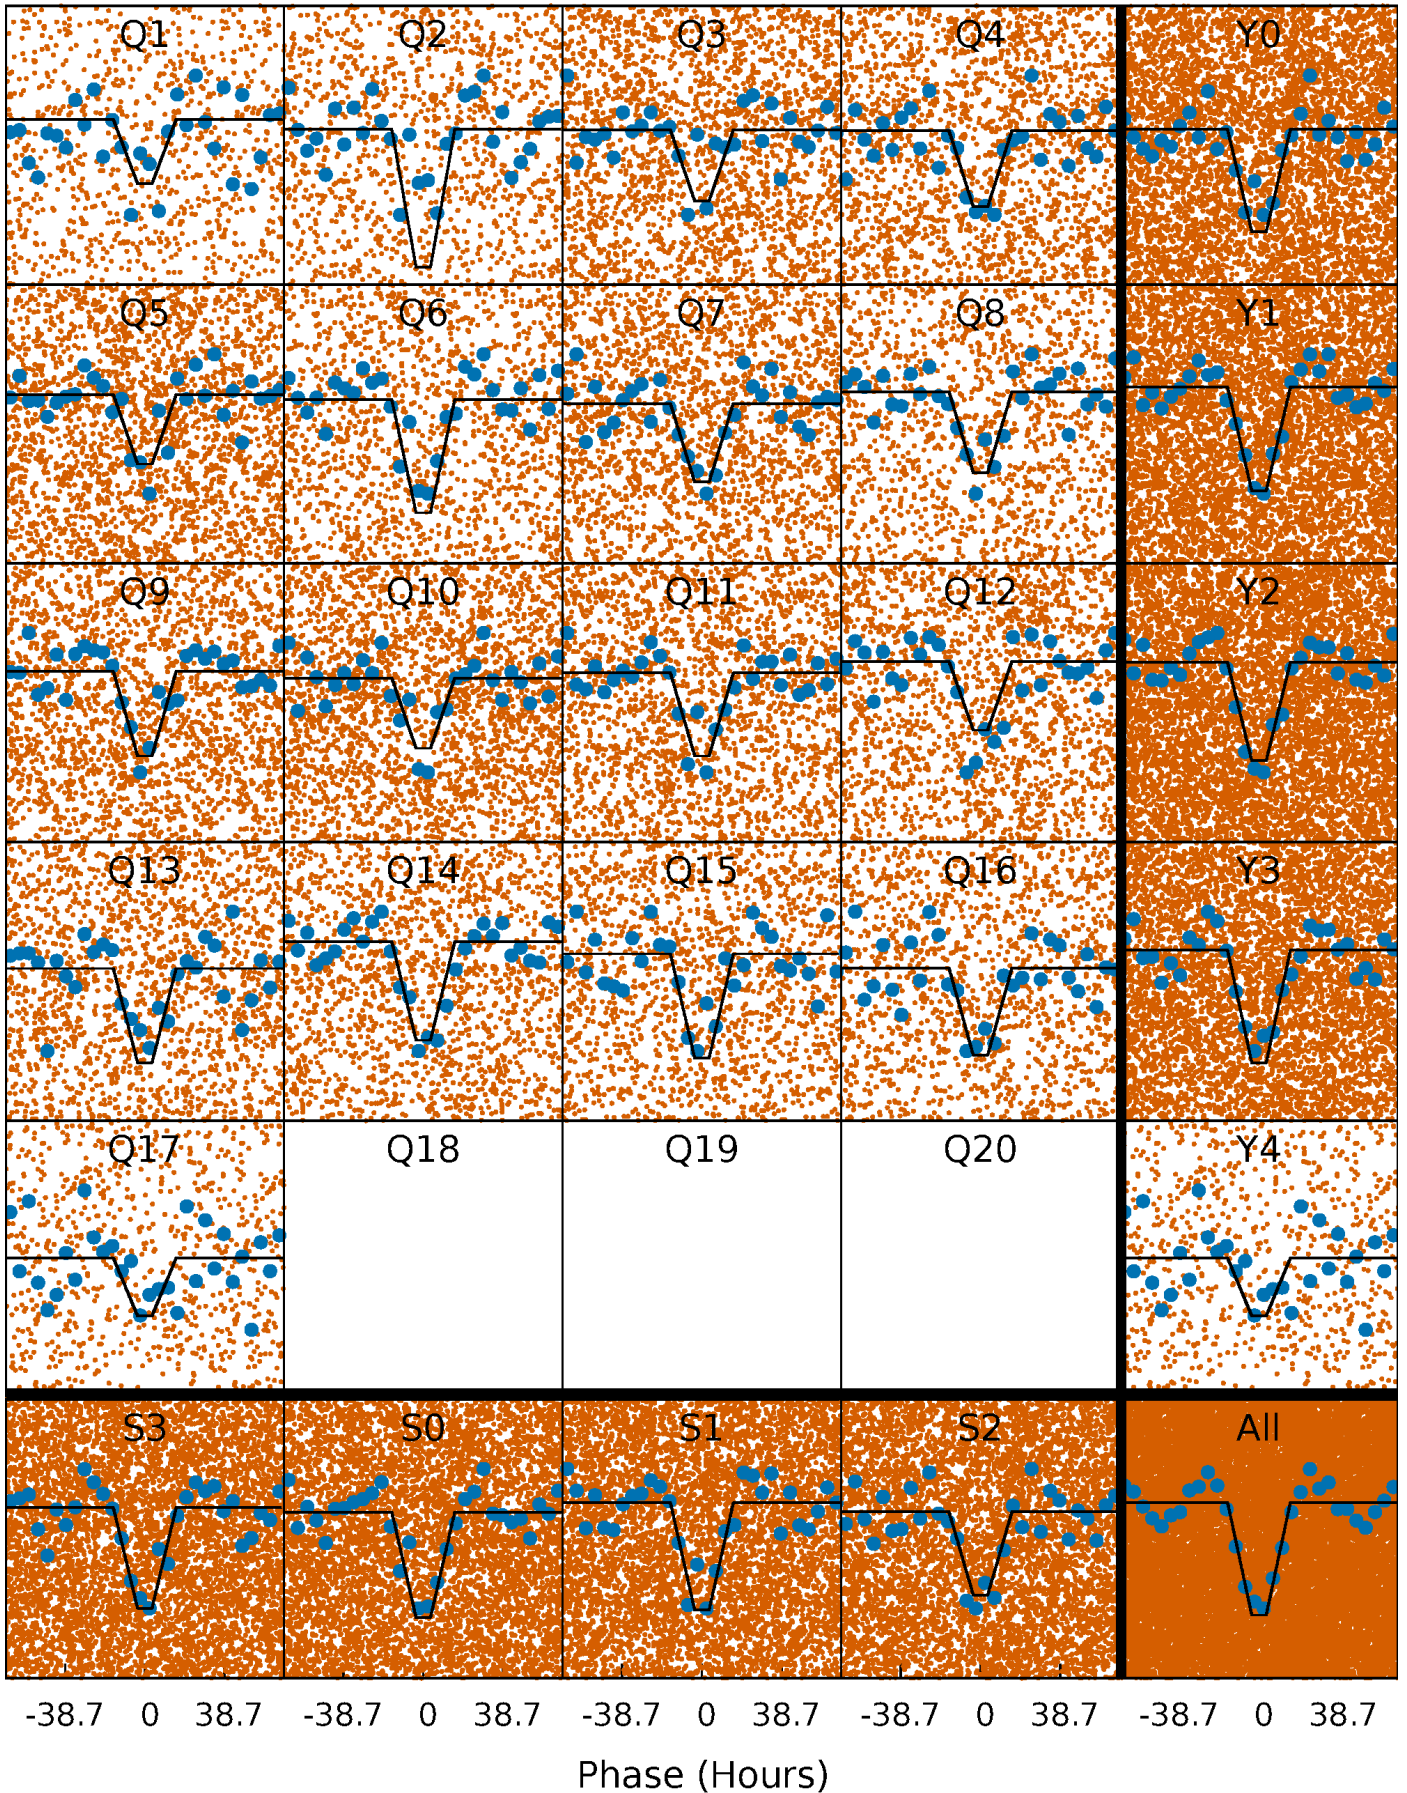 Q1 Q2 Q3 Q4 Y0
Q5 Q6 Q7 Q8 Y1
Q9 Q10 Q11 Q12 Y2
Q13 Q14 Q15 Q16 Y3
Q17 Q18 Q19 Q20 Y4
S3 S0 S1 S2 All
-38.7 0 38.7 -38.7 0 38.7 -38.7 0 38.7 -38.7 0 38.7 -38.7 0 38.7
Phase (Hours)